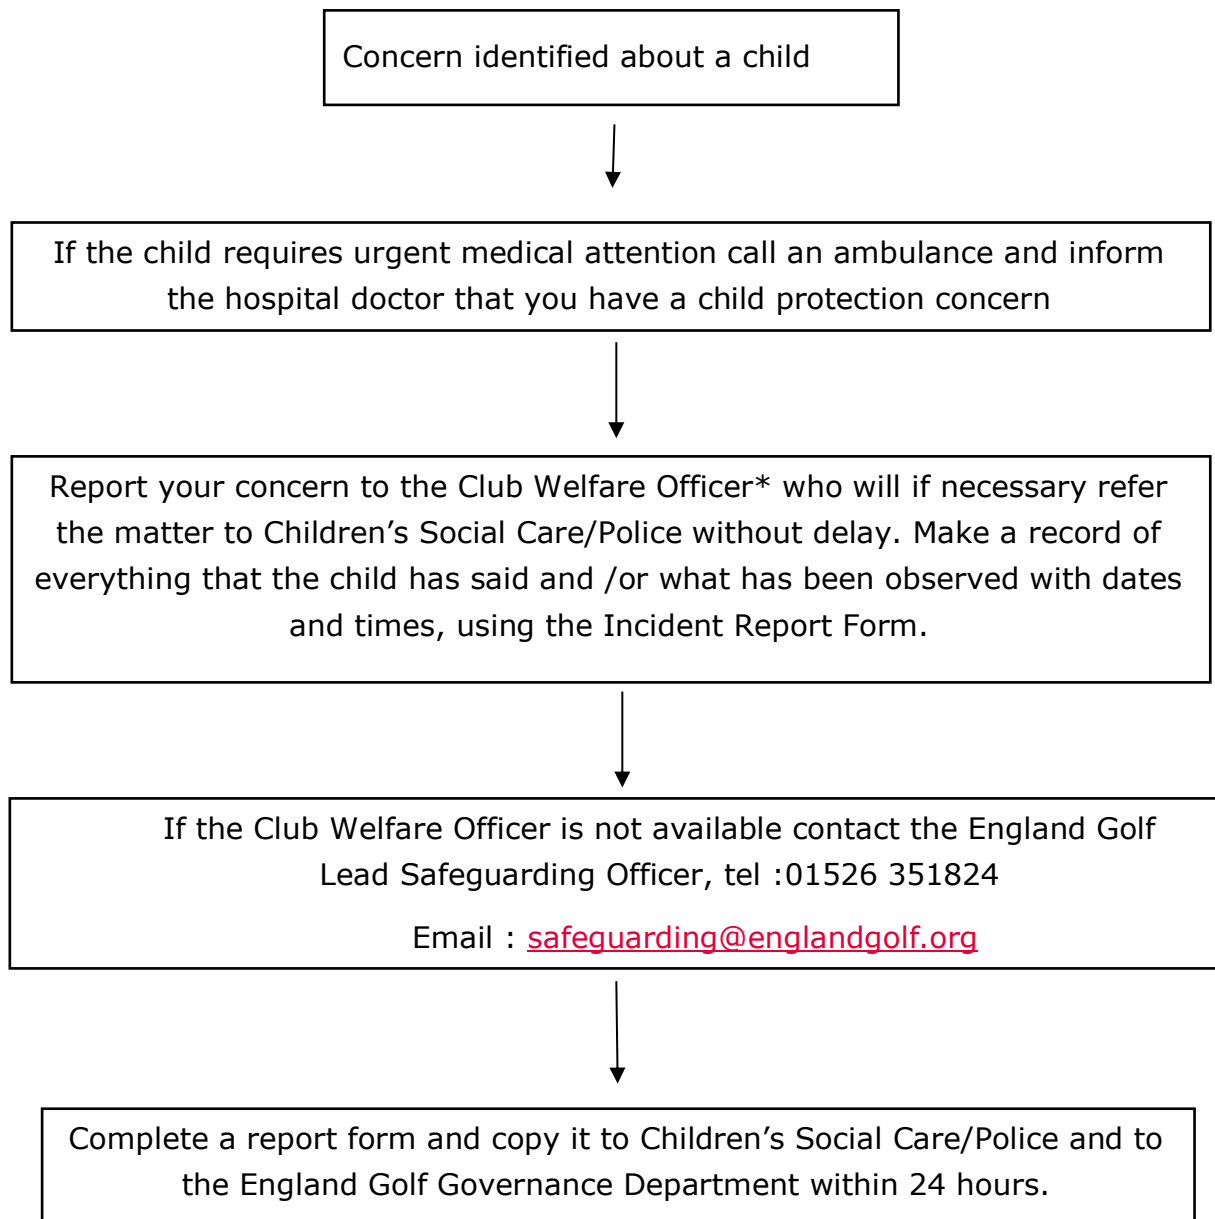 Concern identified about a child
If the child requires urgent medical attention call an ambulance and inform
the hospital doctor that you have a child protection concern
Report your concern to the Club Welfare Officer* who will if necessary refer
the matter to Children’s Social Care/Police without delay. Make a record of
everything that the child has said and /or what has been observed with dates
and times, using the Incident Report Form.
If the Club Welfare Officer is not available contact the England Golf
Lead Safeguarding Officer, tel :01526 351824
Email : safeguarding@englandgolf.org
Complete a report form and copy it to Children’s Social Care/Police and to
the England Golf Governance Department within 24 hours.